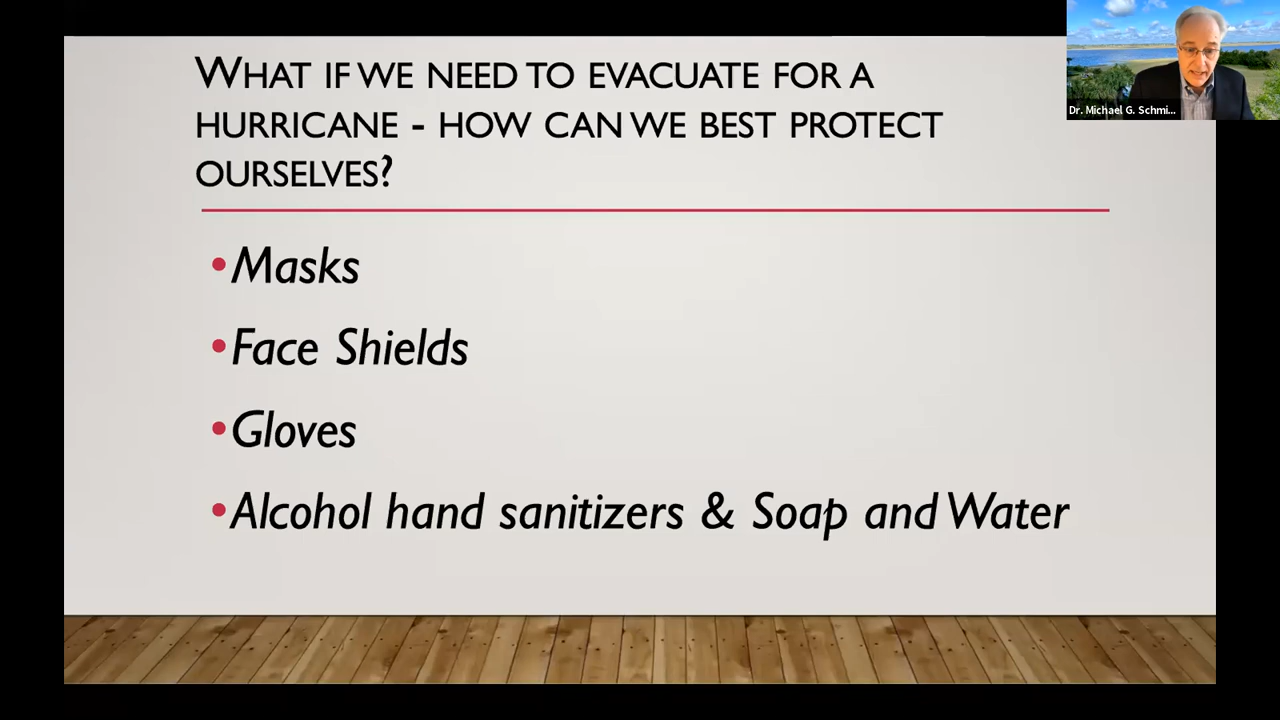 WHAT IF WE NEED TO EVACUATE FOR A
HURRICANE - HOW CAN WE BEST PROTECT
OURSELVES?
•Masks
•Face Shields
•Gloves
•Alcohol hand sanitizers & Soap and Water
Dr. Michael G. Schmi...